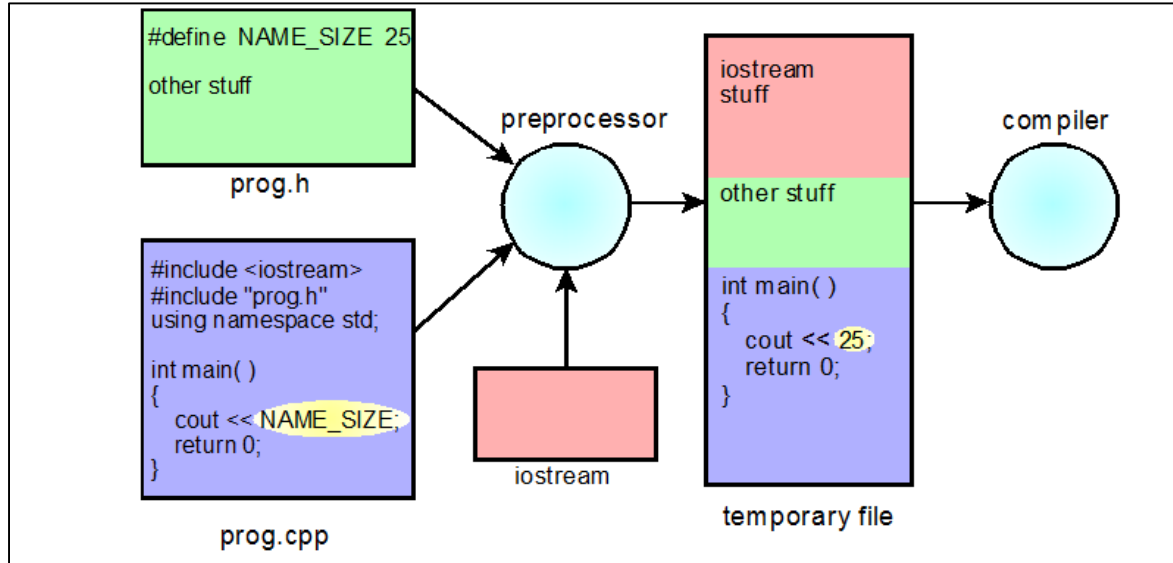 #define NAME_SIZE 25
other stuff
prog.h
#include <iostream>
#include "prog.h"
using namespace std;
int main( )
{
cout << NAME_SIZE;
return 0;
}
prog.cpp
preprocessor
iostream
iostream
stuff
other stuff
int main( )
{
cout << 25;
return 0;
}
temporary file
compiler